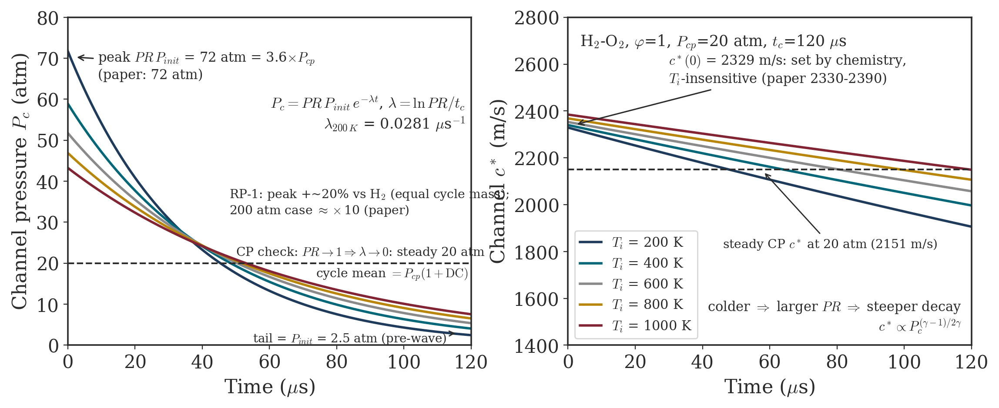 Channel pressure P_c (atm)
80
70
60
50
40
30
20
10
0
peak PR P_init = 72 atm = 3.6×P_cp
(paper: 72 atm)
P_c = PR P_init e^{−λt}, λ = ln PR/t_c
λ_{200 K} = 0.0281 μs^{−1}
RP-1: peak +~20% vs H₂ (equal cycle mass);
200 atm case ≈ × 10 (paper)
CP check: PR → 1 ⇒ λ → 0: steady 20 atm
cycle mean = P_cp(1 + DC)
tail = P_init = 2.5 atm (pre-wave)
0 20 40 60 80 100 120
Time (μs)
Channel c* (m/s)
2800
2600
2400
2200
2000
1800
1600
1400
H₂-O₂, φ=1, P_cp=20 atm, t_c=120 μs
c*(0) = 2329 m/s: set by chemistry,
T_i-insensitive (paper 2330-2390)
steady CP c* at 20 atm (2151 m/s)
T_i = 200 K
T_i = 400 K
T_i = 600 K
T_i = 800 K
T_i = 1000 K
colder ⇒ larger PR ⇒ steeper decay
c* ∝ P_c^{(γ−1)/2γ}
0 20 40 60 80 100 120
Time (μs)